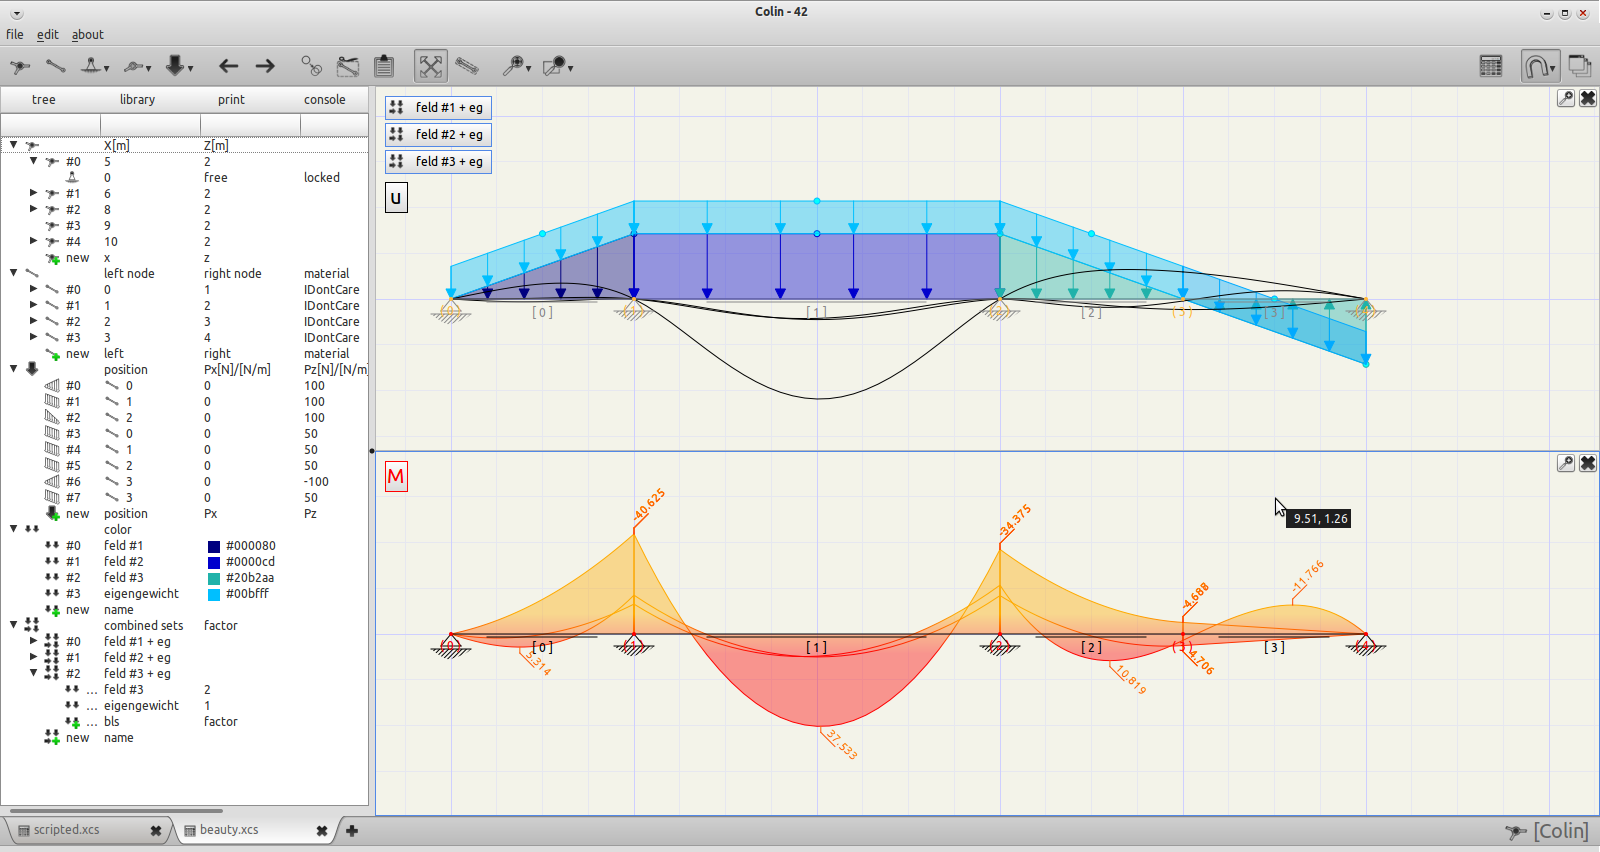 Colin - 42
file edit about
tree library print console
X[m] Z[m]
#0 5 2
0 free locked
#1 6 2
#2 8 2
#3 9 2
#4 10 2
new x z
left node right node material
#0 0 1 IDontCare
#1 1 2 IDontCare
#2 2 3 IDontCare
#3 3 4 IDontCare
new left right material
position Px[N]/[N/m] Pz[N]/[N/m]
#0 0 0 100
#1 1 0 100
#2 2 0 100
#3 0 0 50
#4 1 0 50
#5 2 0 50
#6 3 0 -100
#7 3 0 50
new position Px Pz
color
#0 feld #1 #000080
#1 feld #2 #0000cd
#2 feld #3 #20b2aa
#3 eigengewicht #00bfff
new name
combined sets factor
#0 feld #1 + eg
#1 feld #2 + eg
#2 feld #3 + eg
... feld #3 2
... eigengewicht 1
... bls factor
new name
scripted.xcs beauty.xcs
feld #1 + eg
feld #2 + eg
feld #3 + eg
u
[0] [1] [2] (3) [3]
M
-40.625
-34.375
9.51, 1.26
-4.688
-11.766
[0] [1] [2] (3) [3]
5.314
4.706
10.819
37.533
[Colin]